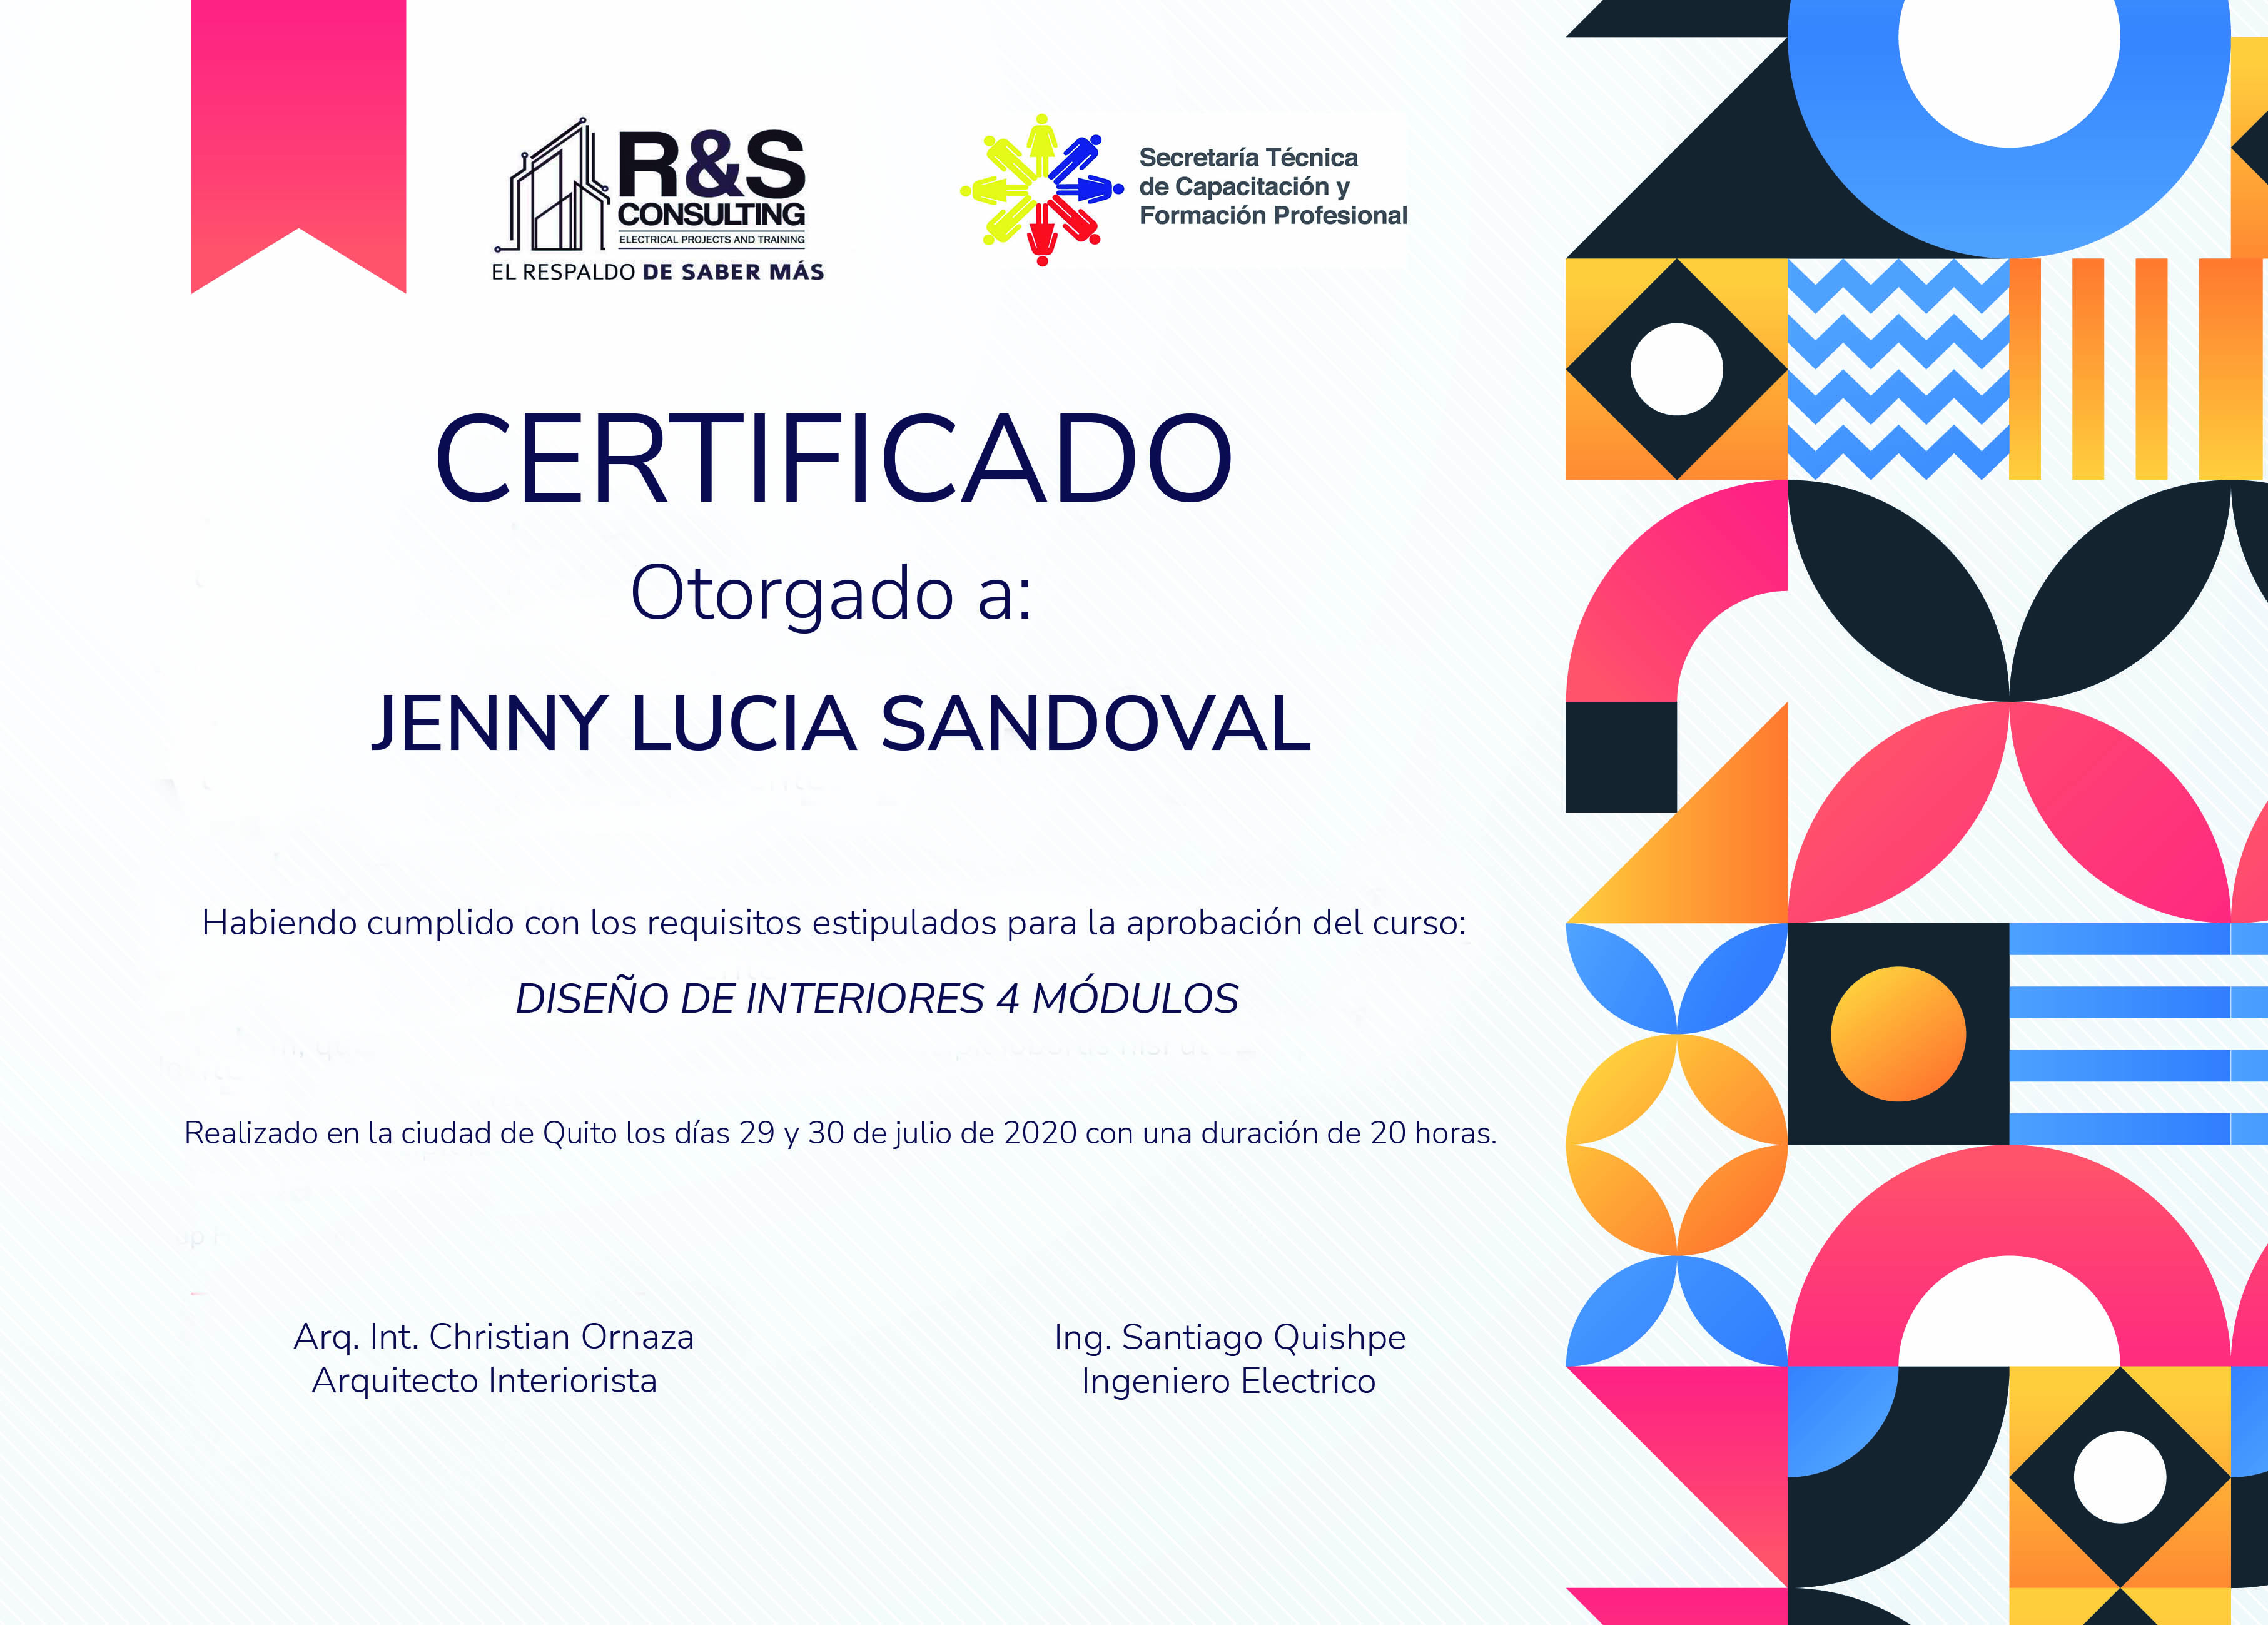 R&S
CONSULTING
ELECTRICAL PROJECTS AND TRAINING
EL RESPALDO DE SABER MÁS
Secretaría Técnica
de Capacitación y
Formación Profesional
CERTIFICADO
Otorgado a:
JENNY LUCIA SANDOVAL
Habiendo cumplido con los requisitos estipulados para la aprobación del curso:
DISEÑO DE INTERIORES 4 MÓDULOS
Realizado en la ciudad de Quito los días 29 y 30 de julio de 2020 con una duración de 20 horas.
Arq. Int. Christian Ornaza
Arquitecto Interiorista
Ing. Santiago Quishpe
Ingeniero Electrico